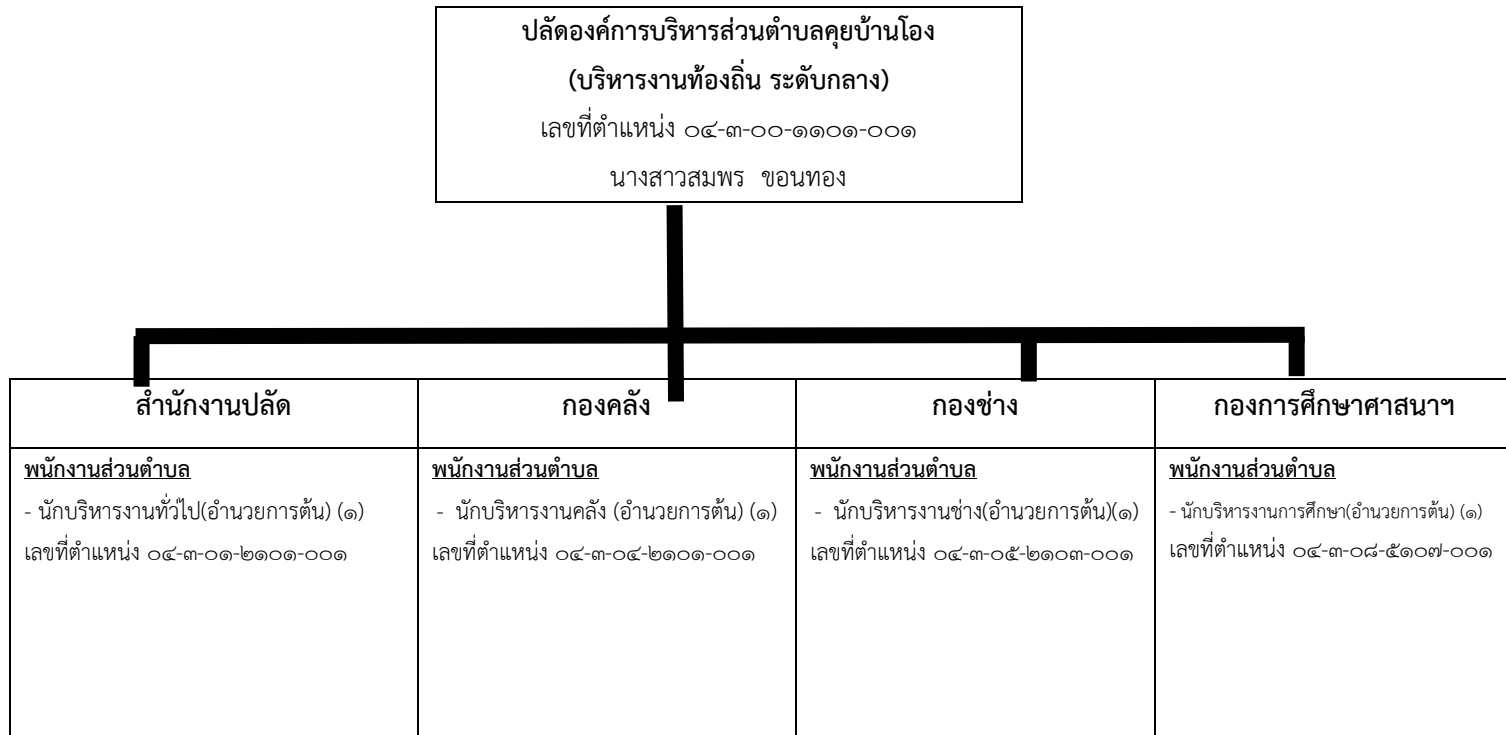 ปลัดองค์การบริหารส่วนตำบลคุยบ้านโอง
(บริหารงานท้องถิ่น ระดับกลาง)
เลขที่ตำแหน่ง ๐๔-๓-๐๐-๑๑๐๑-๐๐๑
นางสาวสมพร ขอนทอง
สำนักงานปลัด
พนักงานส่วนตำบล
- นักบริหารงานทั่วไป(อำนวยการต้น) (๑)
เลขที่ตำแหน่ง ๐๔-๓-๐๑-๒๑๐๑-๐๐๑
กองคลัง
พนักงานส่วนตำบล
- นักบริหารงานคลัง (อำนวยการต้น) (๑)
เลขที่ตำแหน่ง ๐๔-๓-๐๔-๒๑๐๑-๐๐๑
กองช่าง
พนักงานส่วนตำบล
- นักบริหารงานช่าง(อำนวยการต้น)(๑)
เลขที่ตำแหน่ง ๐๔-๓-๐๕-๒๑๐๓-๐๐๑
กองการศึกษาศาสนาฯ
พนักงานส่วนตำบล
- นักบริหารงานการศึกษา(อำนวยการต้น) (๑)
เลขที่ตำแหน่ง ๐๔-๓-๐๘-๕๑๐๗-๐๐๑